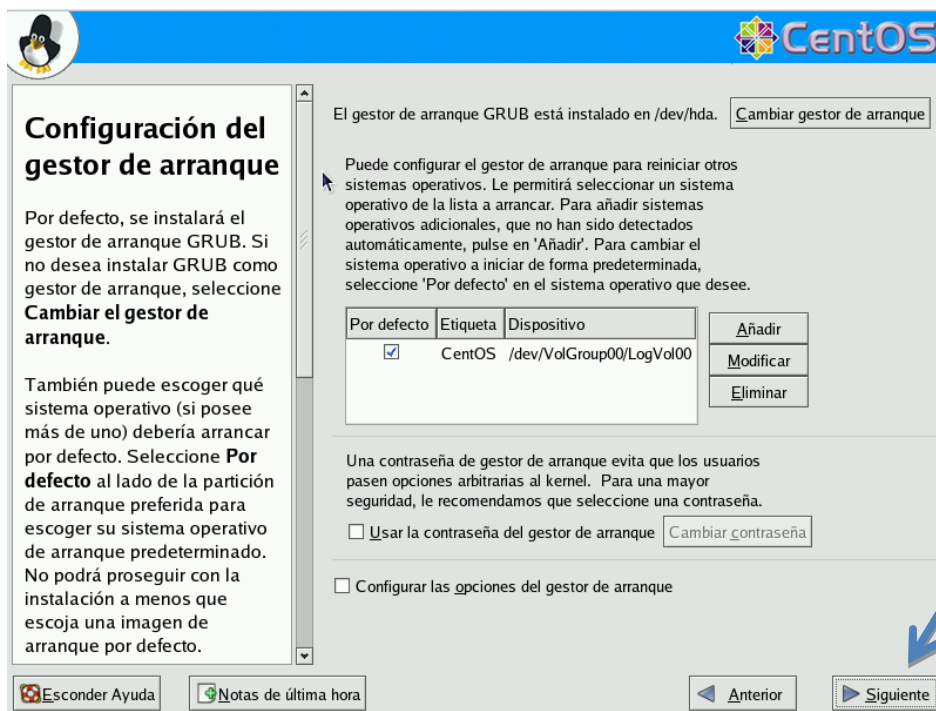 CentOS
Configuración del
gestor de arranque
Por defecto, se instalará el
gestor de arranque GRUB. Si
no desea instalar GRUB como
gestor de arranque, seleccione
Cambiar el gestor de
arranque.
También puede escoger qué
sistema operativo (si posee
más de uno) debería arrancar
por defecto. Seleccione Por
defecto al lado de la partición
de arranque preferida para
escoger su sistema operativo
de arranque predeterminado.
No podrá proseguir con la
instalación a menos que
escoja una imagen de
arranque por defecto.
El gestor de arranque GRUB está instalado en /dev/hda. Cambiar gestor de arranque
Puede configurar el gestor de arranque para reiniciar otros
sistemas operativos. Le permitirá seleccionar un sistema
operativo de la lista a arrancar. Para añadir sistemas
operativos adicionales, que no han sido detectados
automáticamente, pulse en 'Añadir'. Para cambiar el
sistema operativo a iniciar de forma predeterminada,
seleccione 'Por defecto' en el sistema operativo que desee.
Por defecto Etiqueta Dispositivo
CentOS /dev/VolGroup00/LogVol00
Añadir
Modificar
Eliminar
Una contraseña de gestor de arranque evita que los usuarios
pasen opciones arbitrarias al kernel. Para una mayor
seguridad, le recomendamos que seleccione una contraseña.
Usar la contraseña del gestor de arranque Cambiar contraseña
Configurar las opciones del gestor de arranque
Esconder Ayuda Notas de última hora Anterior Siguiente